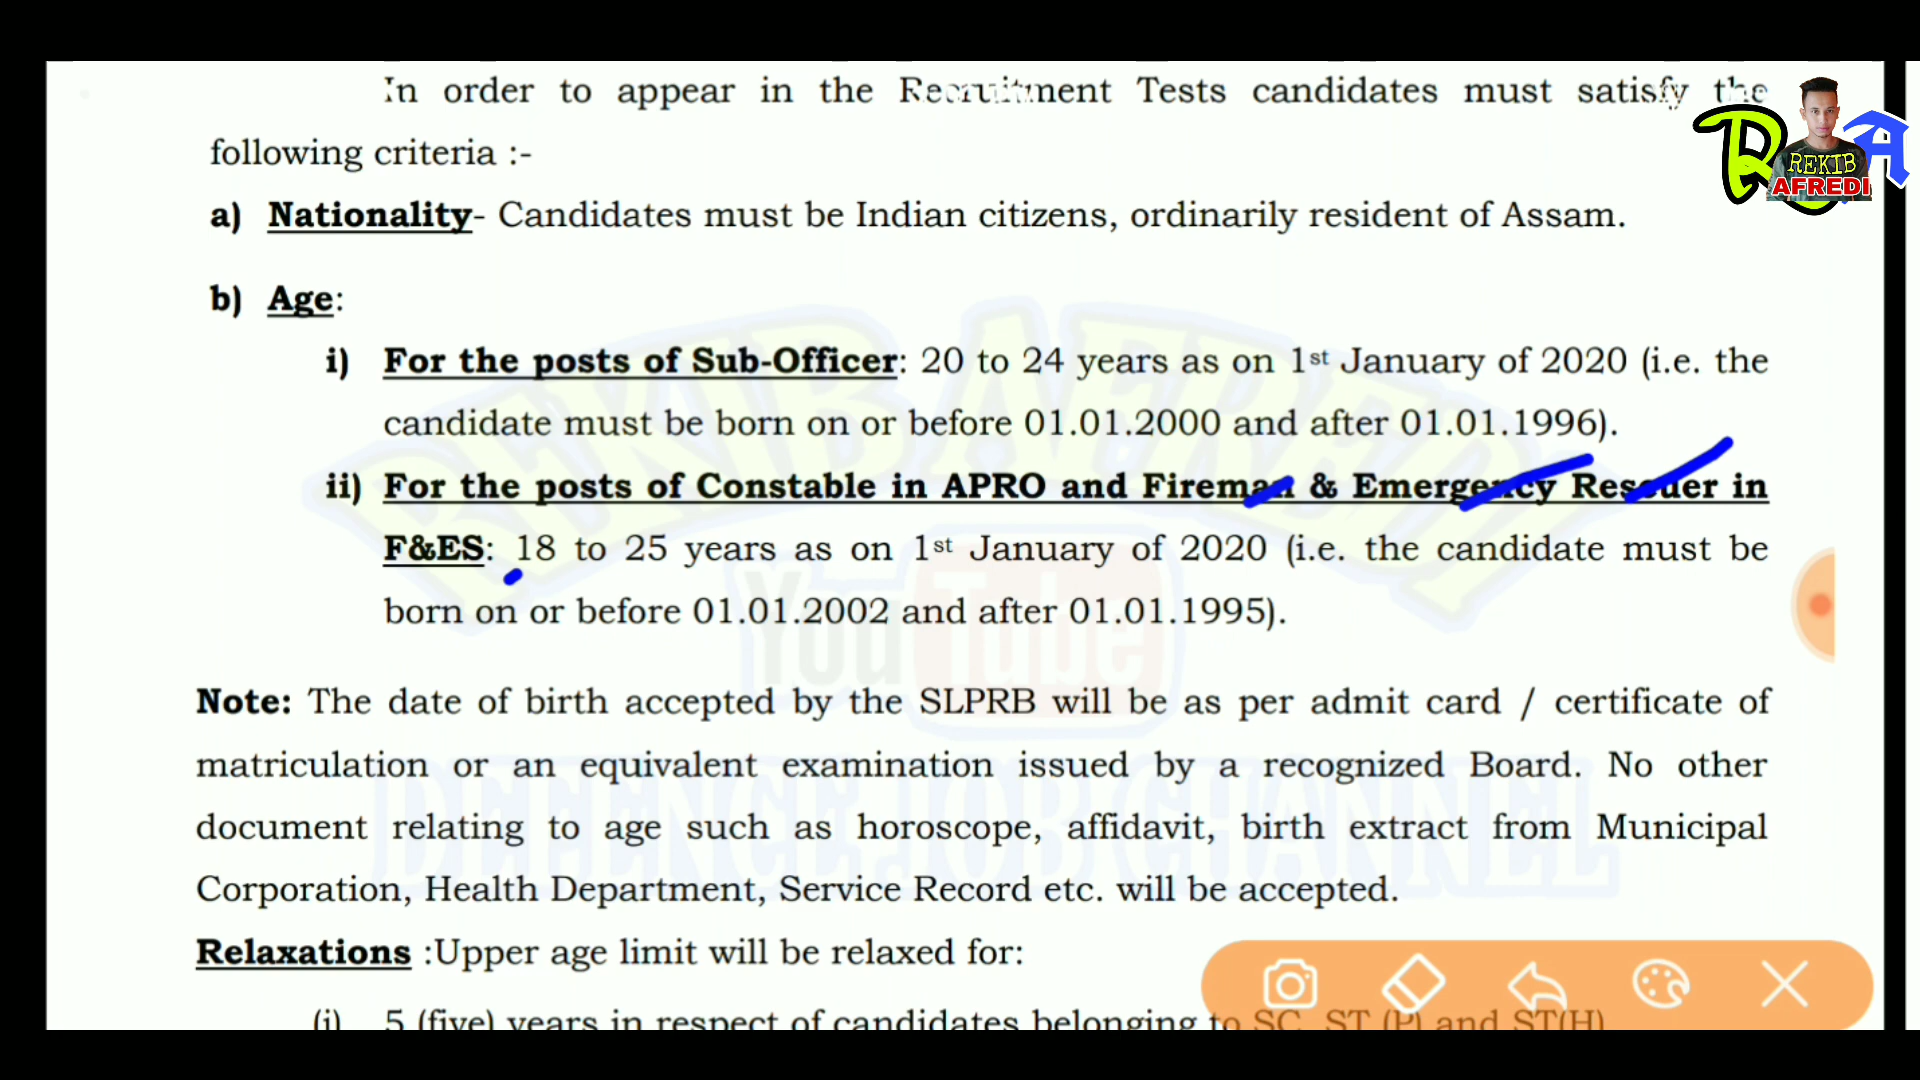 In order to appear in the Recruitment Tests candidates must satisfy the
following criteria :-
a) Nationality- Candidates must be Indian citizens, ordinarily resident of Assam.
b) Age:
i) For the posts of Sub-Officer: 20 to 24 years as on 1st January of 2020 (i.e. the
candidate must be born on or before 01.01.2000 and after 01.01.1996).
ii) For the posts of Constable in APRO and Fireman & Emergency Rescuer in
F&ES: 18 to 25 years as on 1st January of 2020 (i.e. the candidate must be
born on or before 01.01.2002 and after 01.01.1995).
Note: The date of birth accepted by the SLPRB will be as per admit card / certificate of
matriculation or an equivalent examination issued by a recognized Board. No other
document relating to age such as horoscope, affidavit, birth extract from Municipal
Corporation, Health Department, Service Record etc. will be accepted.
Relaxations :Upper age limit will be relaxed for:
(i) 5 (five) years in respect of candidates belonging to SC, ST (P) and ST(H)
R A
REKIB
AFREDI
REKIB AFREDI
YouTube
DEFENCE JOB CHANNEL